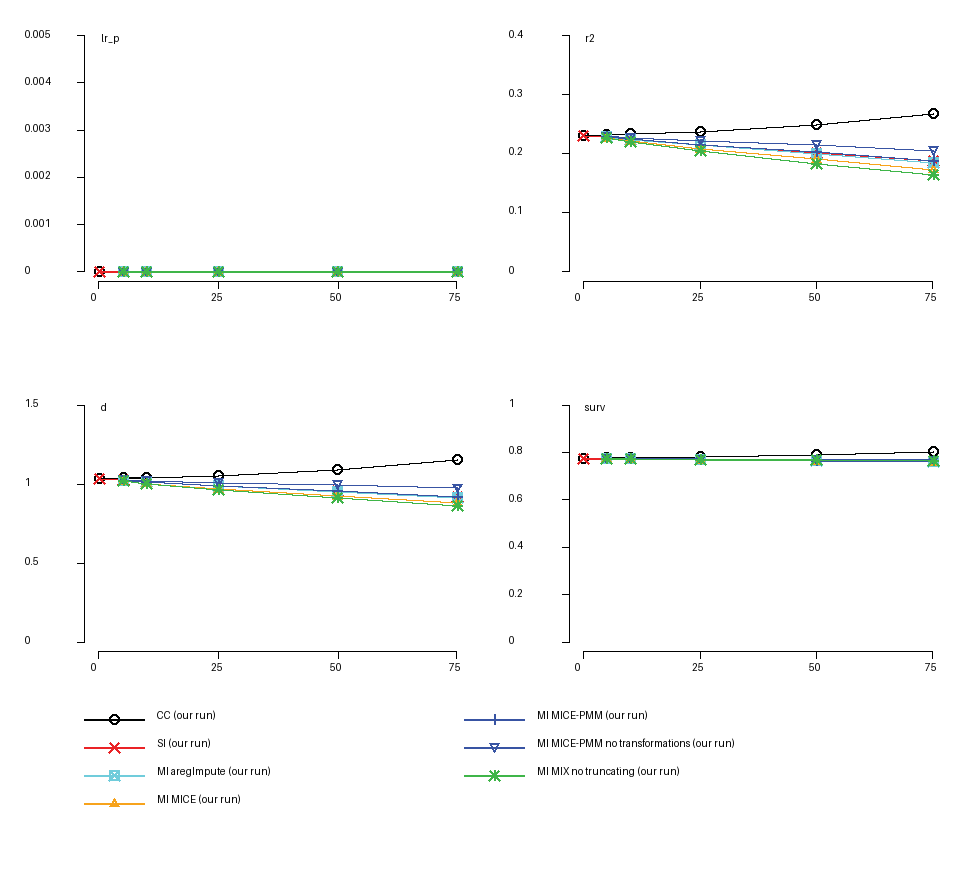 0.005
lr_p
0.004
0.003
0.002
0.001
0
0 25 50 75
0.4
r2
0.3
0.2
0.1
0
0 25 50 75
1.5
d
1
0.5
0
0 25 50 75
1
surv
0.8
0.6
0.4
0.2
0
0 25 50 75
CC (our run)
SI (our run)
MI aregImpute (our run)
MI MICE (our run)
MI MICE-PMM (our run)
MI MICE-PMM no transformations (our run)
MI MIX no truncating (our run)